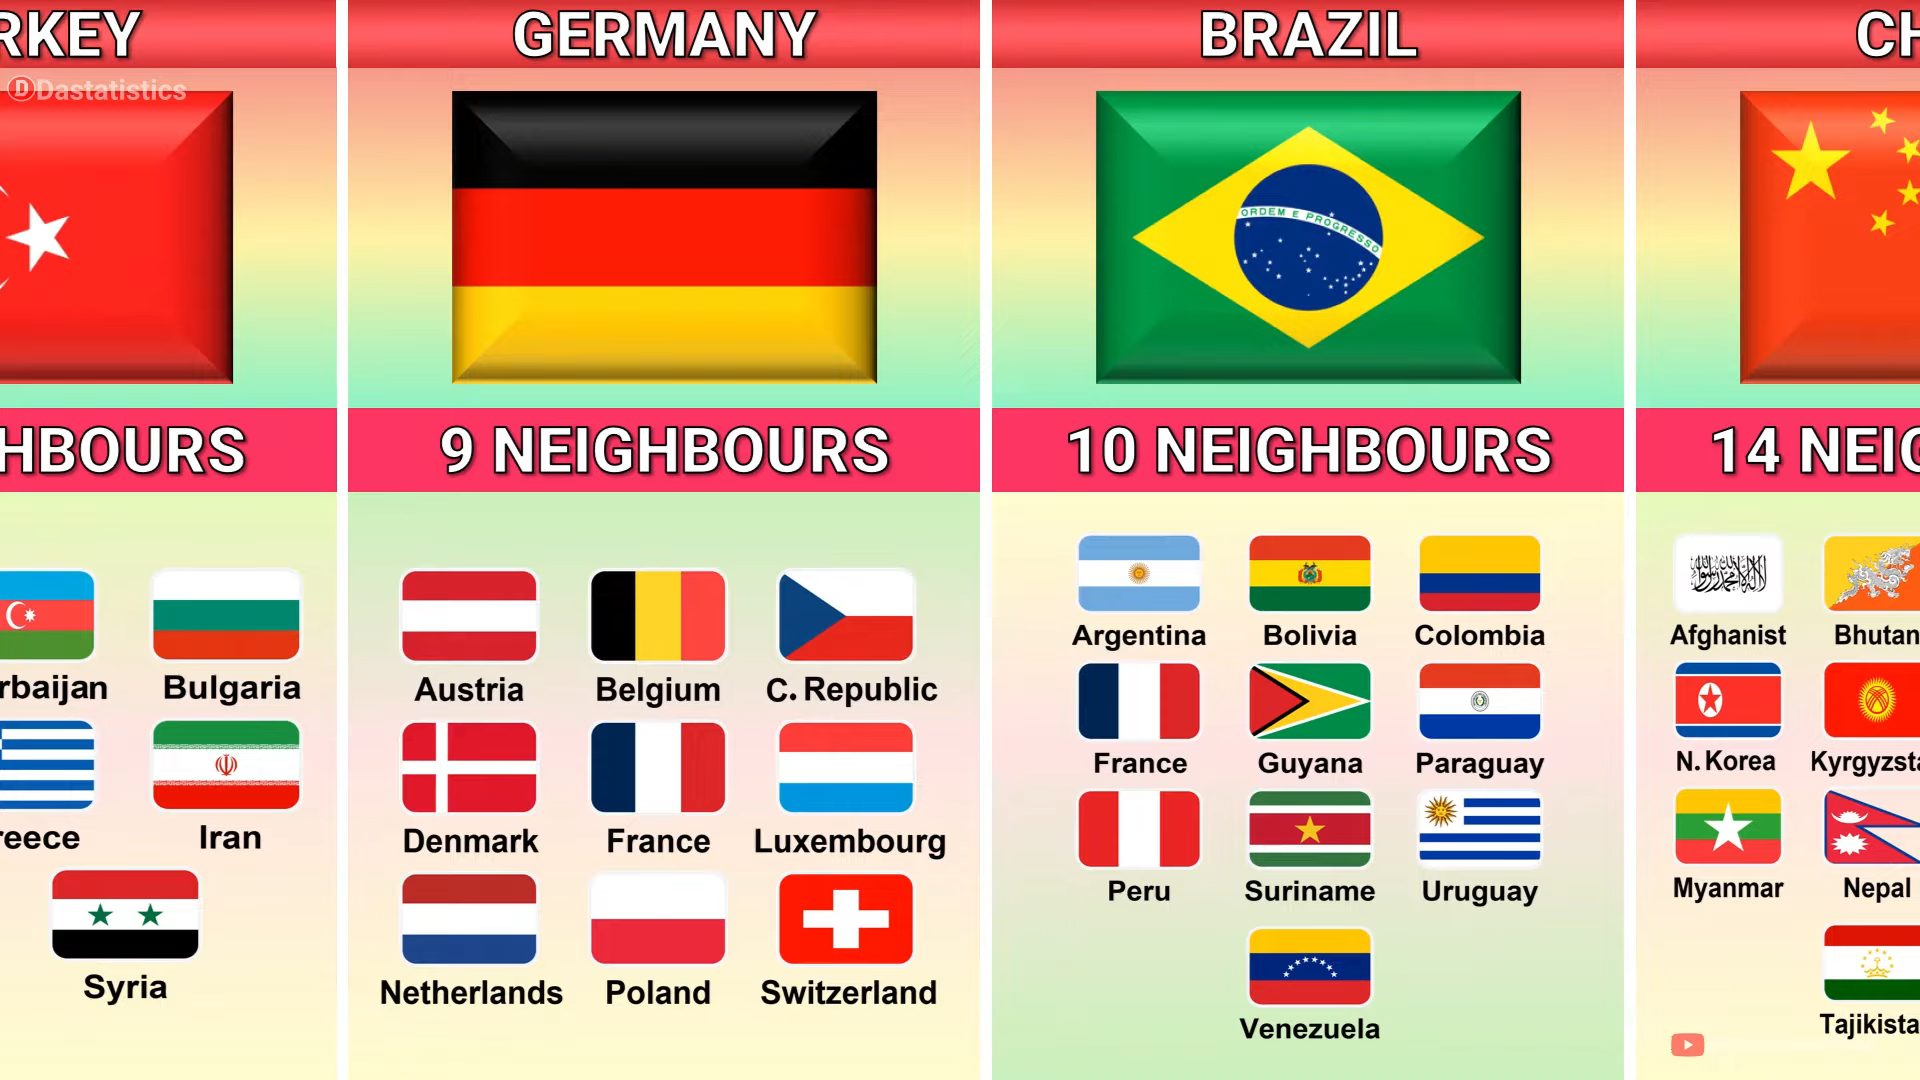 RKEY
GERMANY
BRAZIL
CH
Dastatistics
ORDEM E PROGRESSO
HBOURS
9 NEIGHBOURS
10 NEIGHBOURS
14 NEIG
rbaijan
Bulgaria
reece
Iran
Syria
Austria
Belgium
C. Republic
Denmark
France
Luxembourg
Netherlands
Poland
Switzerland
Argentina
Bolivia
Colombia
France
Guyana
Paraguay
Peru
Suriname
Uruguay
Venezuela
Afghanist
Bhutan
N. Korea
Kyrgyzsta
Myanmar
Nepal
Tajikista